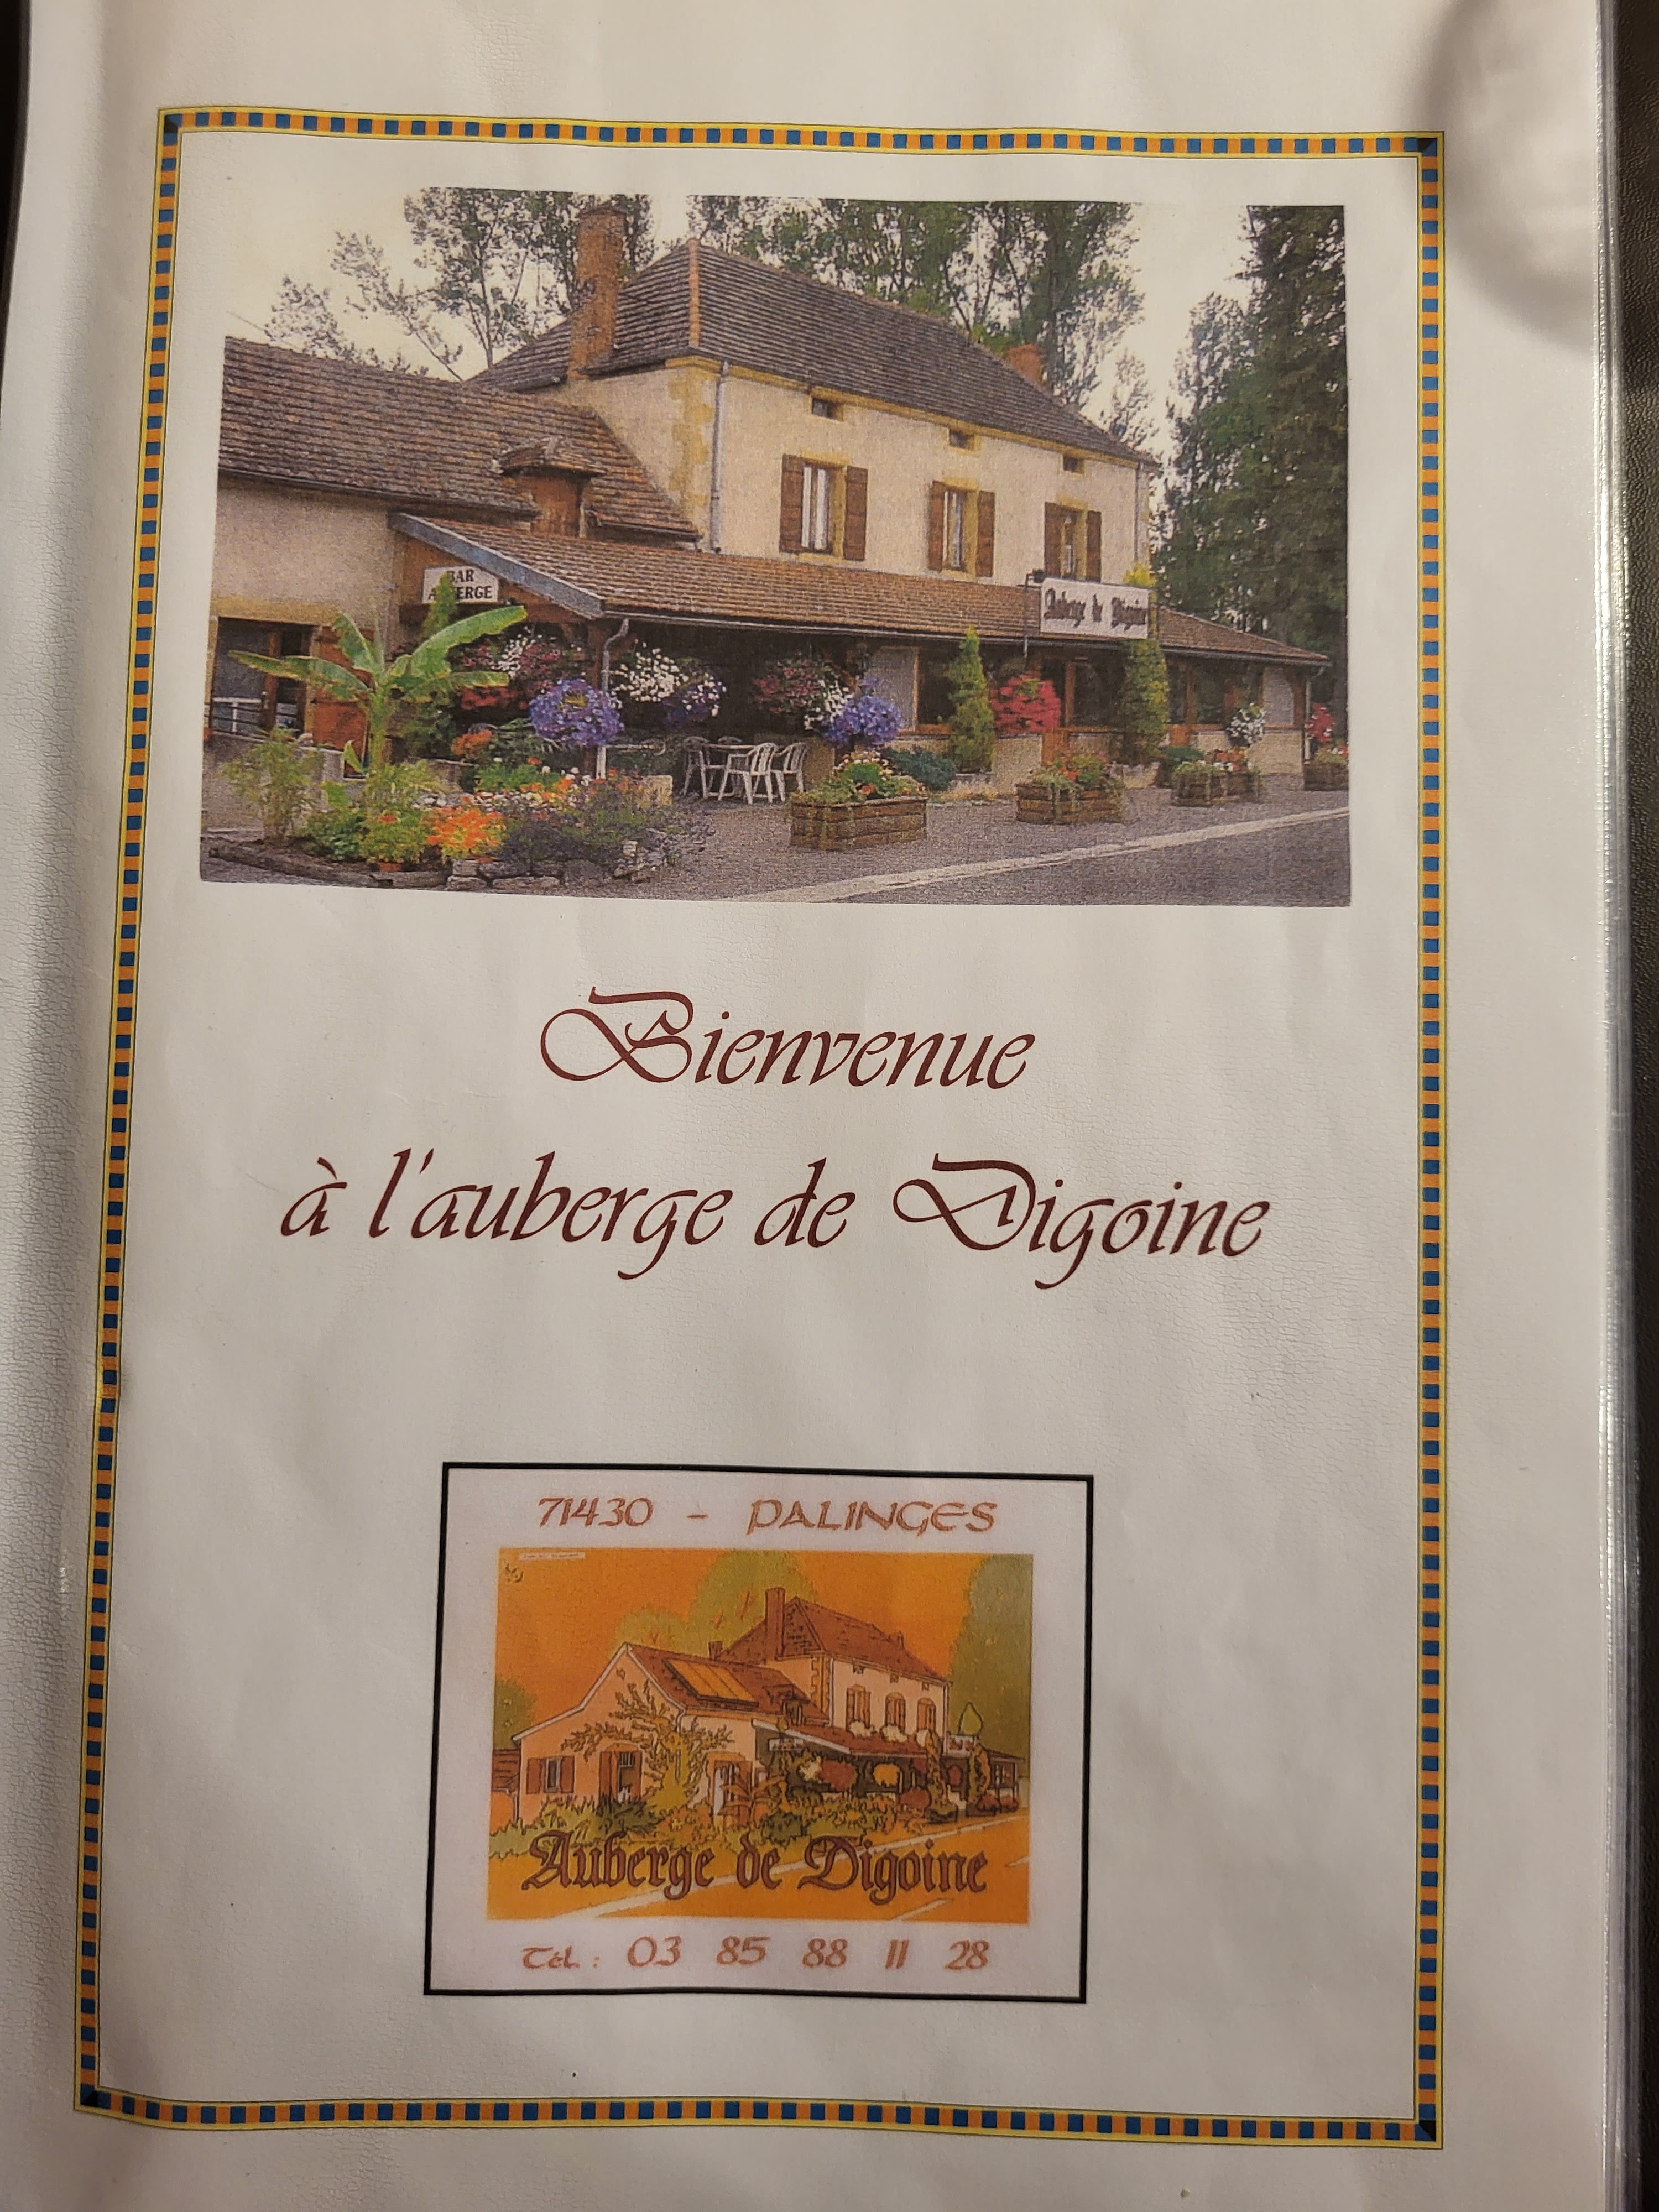 BAR
AUBERGE
Auberge de Digoine
Bienvenue
à l'auberge de Digoine
71430 - PALINGES
Auberge de Digoine
Tél. : 03 85 88 11 28